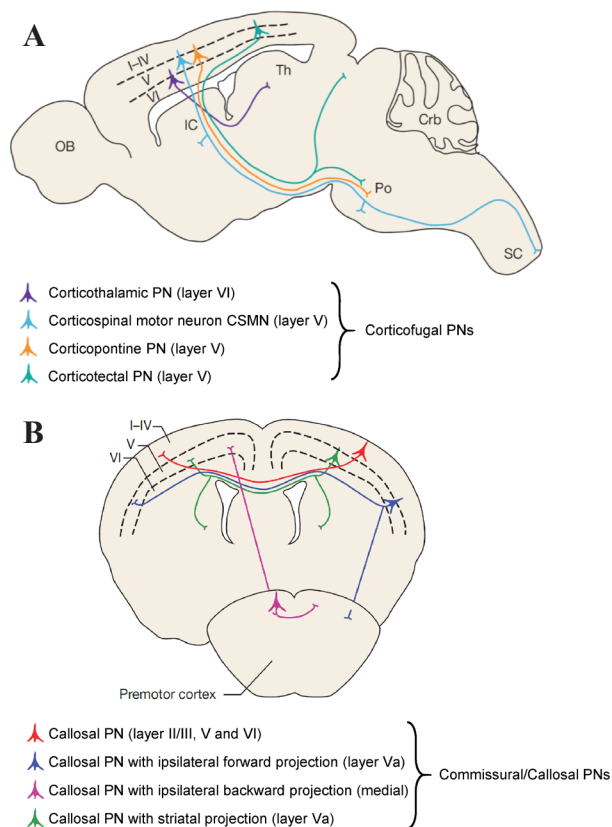 A
I–IV
V
VI
Th
IC
OB
Crb
Po
SC
Corticothalamic PN (layer VI)
Corticospinal motor neuron CSMN (layer V)
Corticopontine PN (layer V)
Corticotectal PN (layer V)
Corticofugal PNs
B
I–IV
V
VI
Premotor cortex
Callosal PN (layer II/III, V and VI)
Callosal PN with ipsilateral forward projection (layer Va)
Callosal PN with ipsilateral backward projection (medial)
Callosal PN with striatal projection (layer Va)
Commissural/Callosal PNs